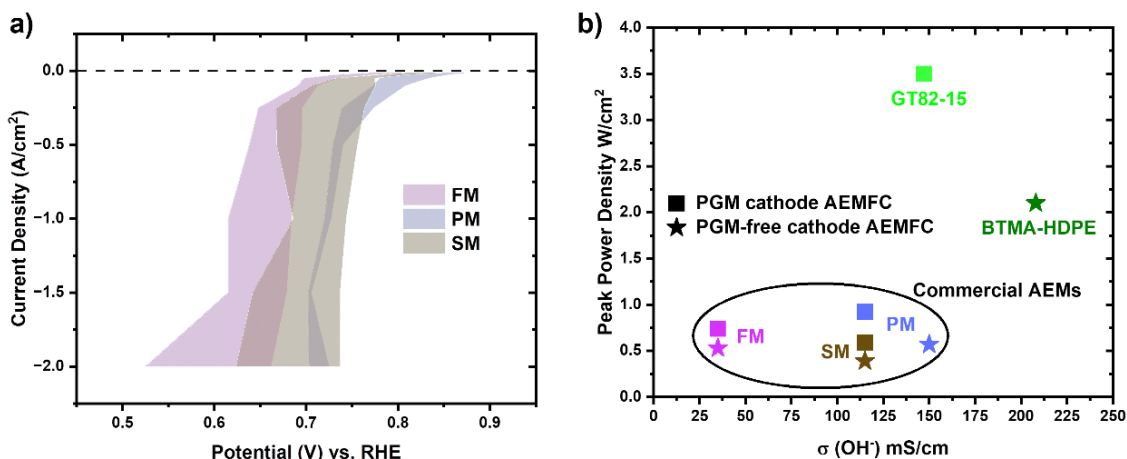 a)
0.0
−0.5
−1.0
−1.5
−2.0
Current Density (A/cm²)
0.5 0.6 0.7 0.8 0.9
Potential (V) vs. RHE
FM
PM
SM
b)
4.0
3.5
3.0
2.5
2.0
1.5
1.0
0.5
0.0
Peak Power Density W/cm²
0 25 50 75 100 125 150 175 200 225 250
σ (OH⁻) mS/cm
GT82-15
PGM cathode AEMFC
PGM-free cathode AEMFC
BTMA-HDPE
Commercial AEMs
FM
PM
SM